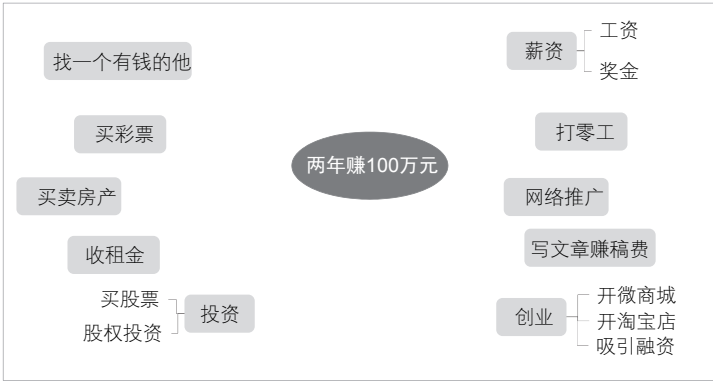 两年赚100万元
找一个有钱的他
买彩票
买卖房产
收租金
投资
买股票
股权投资
薪资
工资
奖金
打零工
网络推广
写文章赚稿费
创业
开微商城
开淘宝店
吸引融资